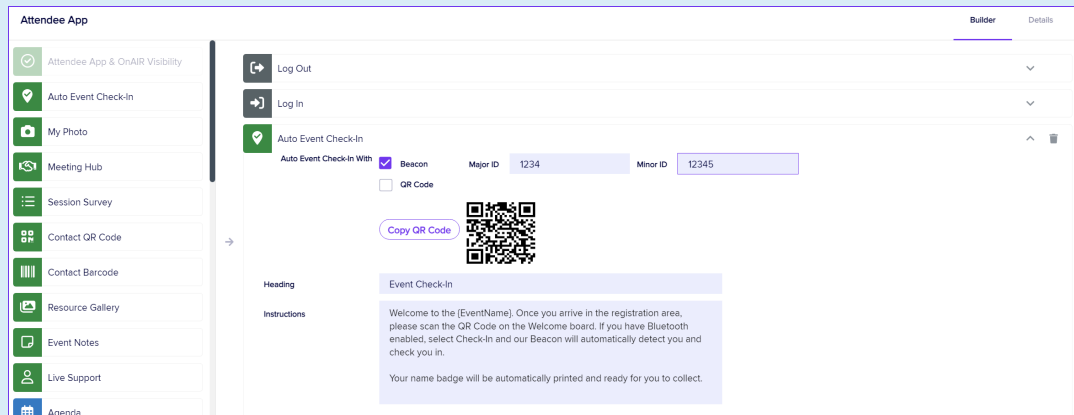 Attendee App
Builder
Details
Attendee App & OnAIR Visibility
Auto Event Check-In
My Photo
Meeting Hub
Session Survey
Contact QR Code
Contact Barcode
Resource Gallery
Event Notes
Live Support
Agenda
Log Out
Log In
Auto Event Check-In
Auto Event Check-In With
Beacon
Major ID
1234
Minor ID
12345
QR Code
Copy QR Code
Heading
Event Check-In
Instructions
Welcome to the {EventName}. Once you arrive in the registration area,
please scan the QR Code on the Welcome board. If you have Bluetooth
enabled, select Check-In and our Beacon will automatically detect you and
check you in.
Your name badge will be automatically printed and ready for you to collect.